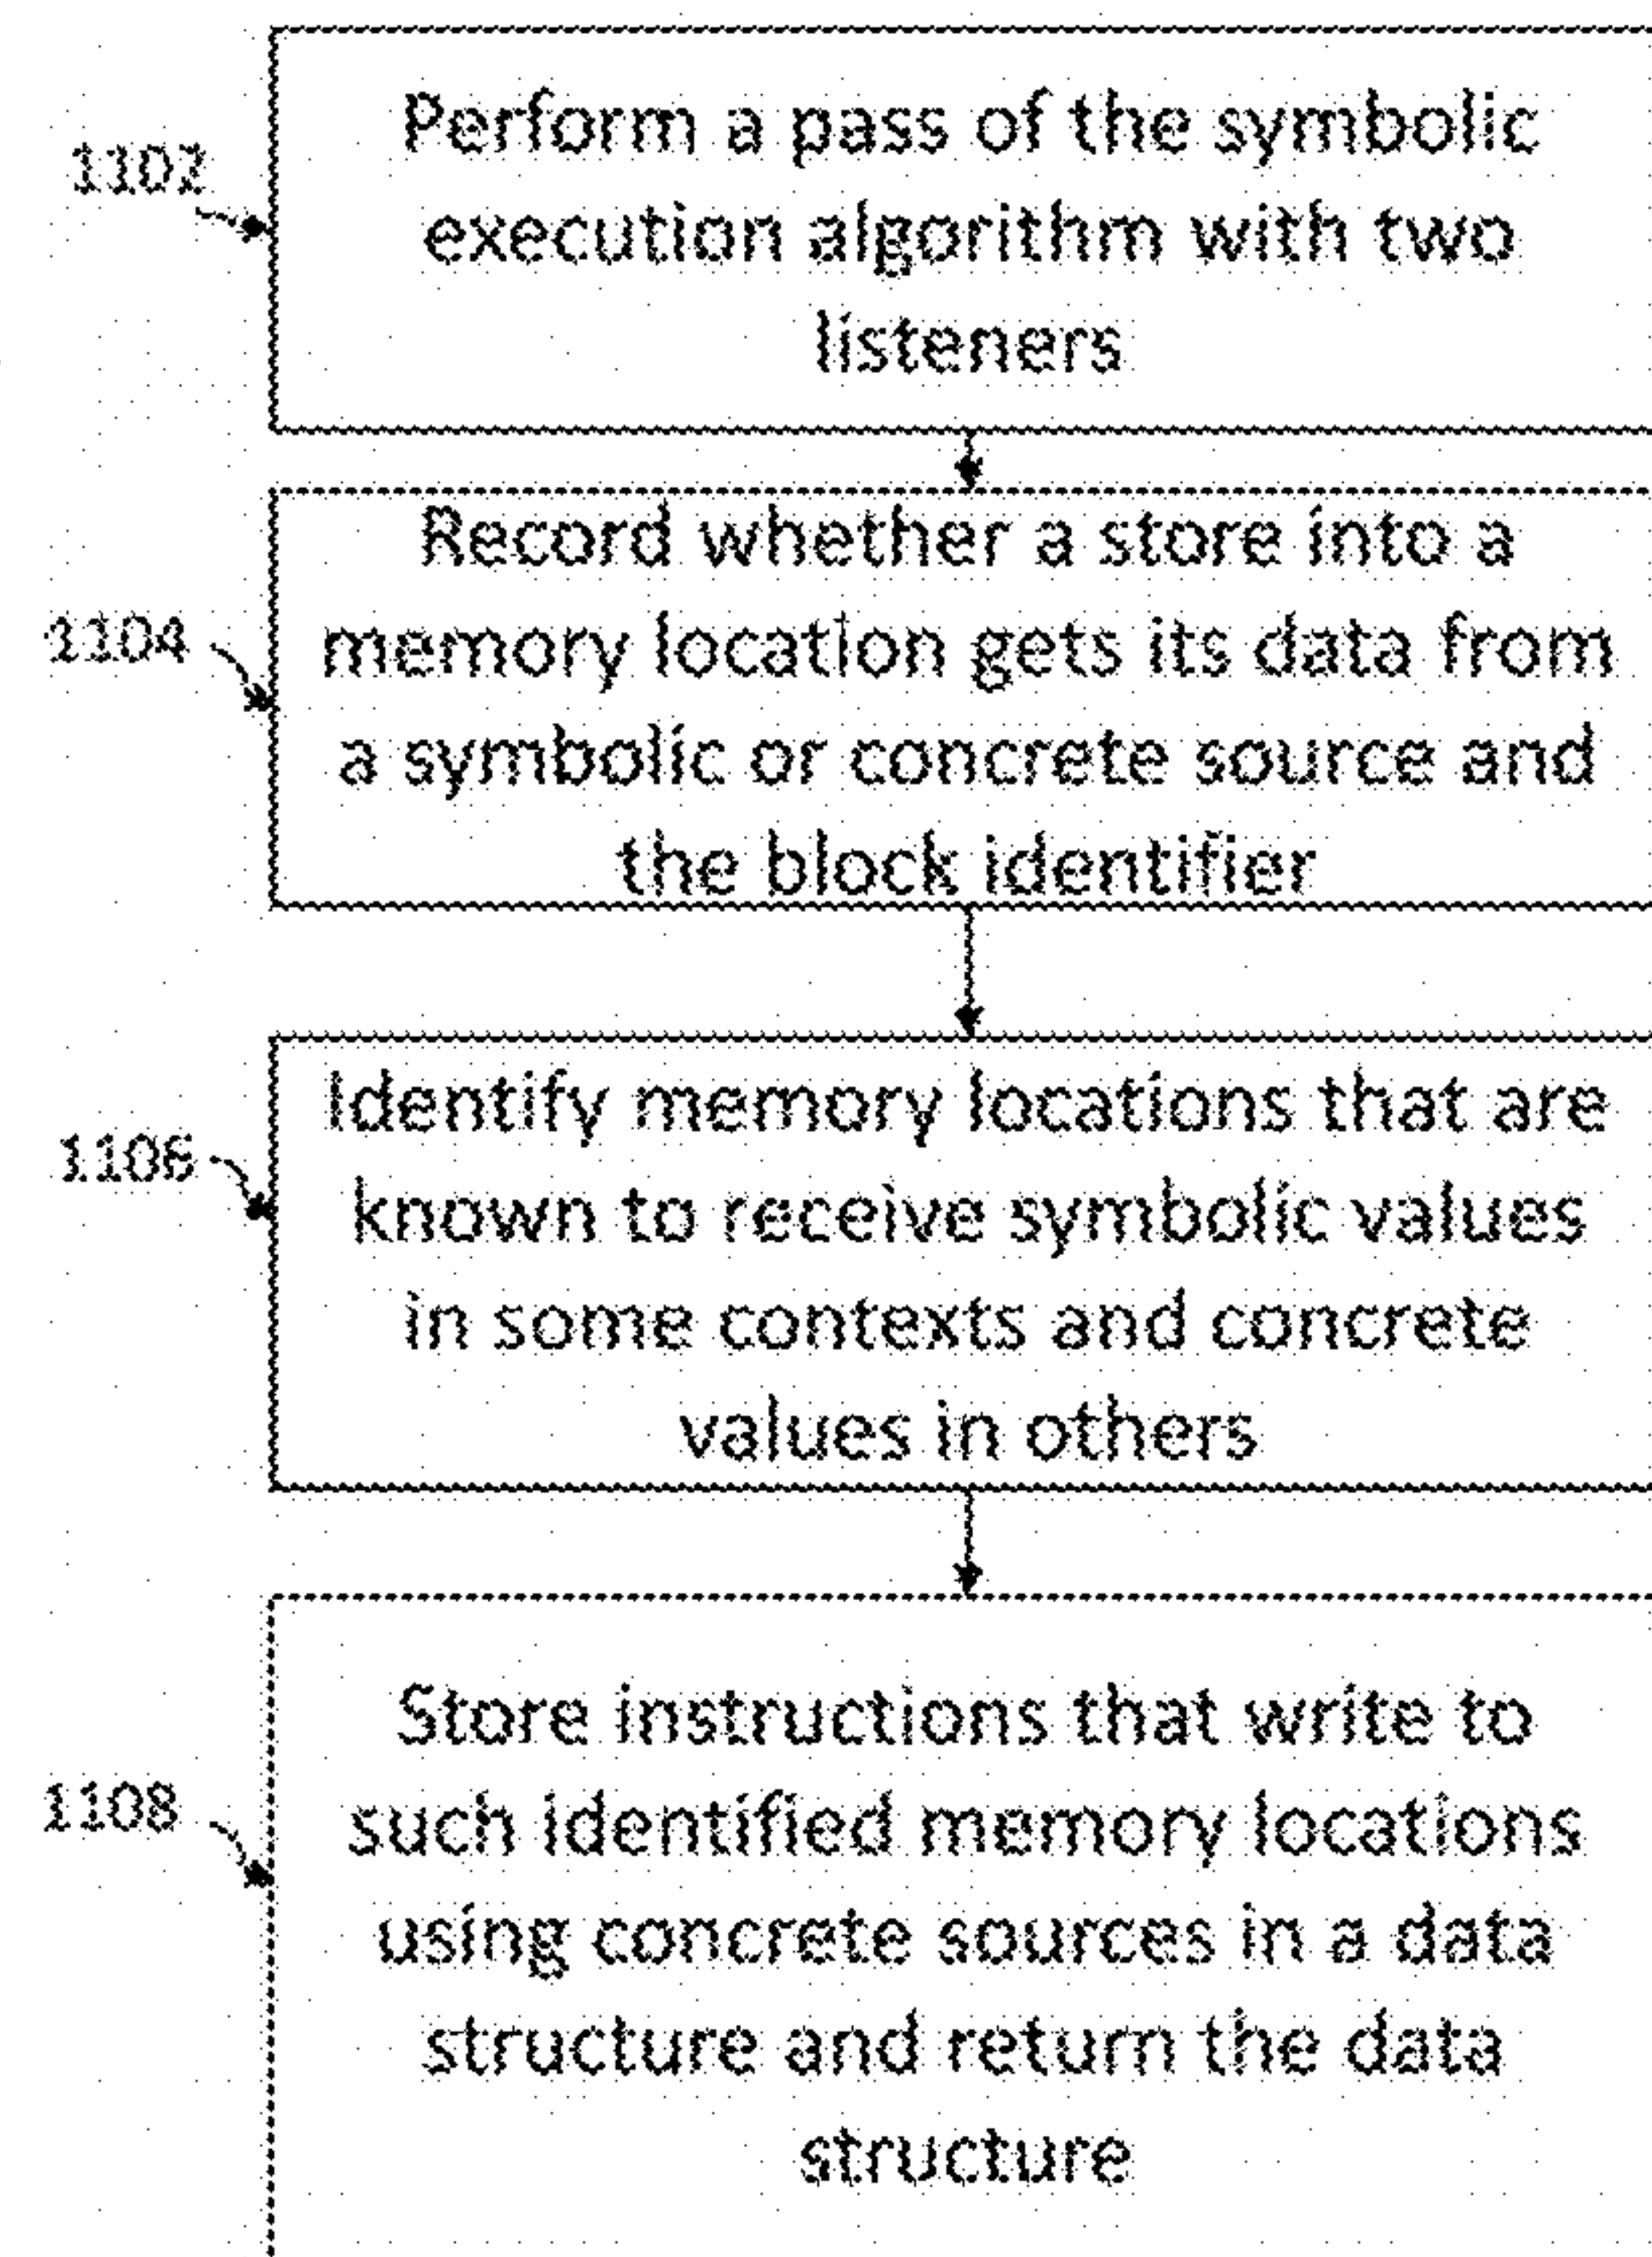 1102
Perform a pass of the symbolic
execution algorithm with two
listeners
1104
Record whether a store into a
memory location gets its data from
a symbolic or concrete source and
the block identifier
1106
Identify memory locations that are
known to receive symbolic values
in some contexts and concrete
values in others
1108
Store instructions that write to
such identified memory locations
using concrete sources in a data
structure and return the data
structure